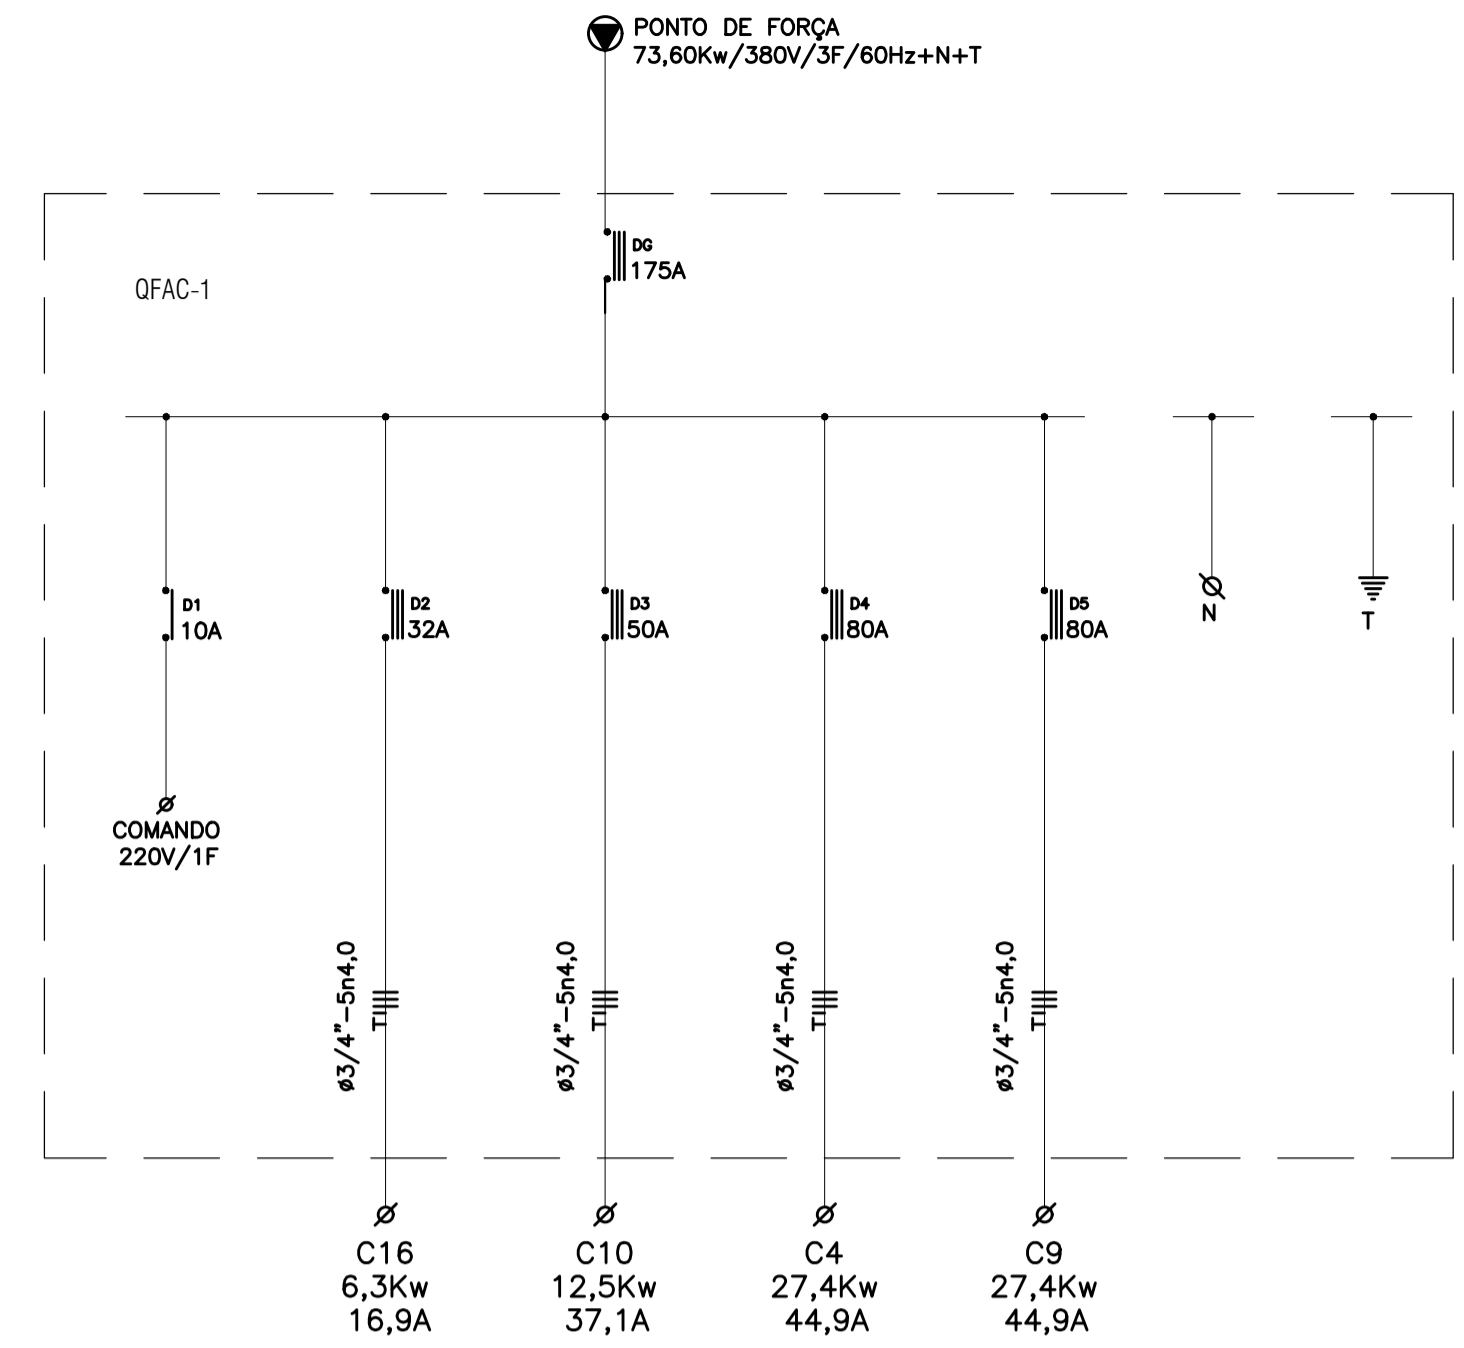 PONTO DE FORÇA
73,60Kw/380V/3F/60Hz+N+T
DG
175A
QFAC-1
D1
10A
D2
32A
D3
50A
D4
80A
D5
80A
N
T
COMANDO
220V/1F
ø3/4"-5n4,0
T
ø3/4"-5n4,0
T
ø3/4"-5n4,0
T
ø3/4"-5n4,0
T
C16
6,3Kw
16,9A
C10
12,5Kw
37,1A
C4
27,4Kw
44,9A
C9
27,4Kw
44,9A